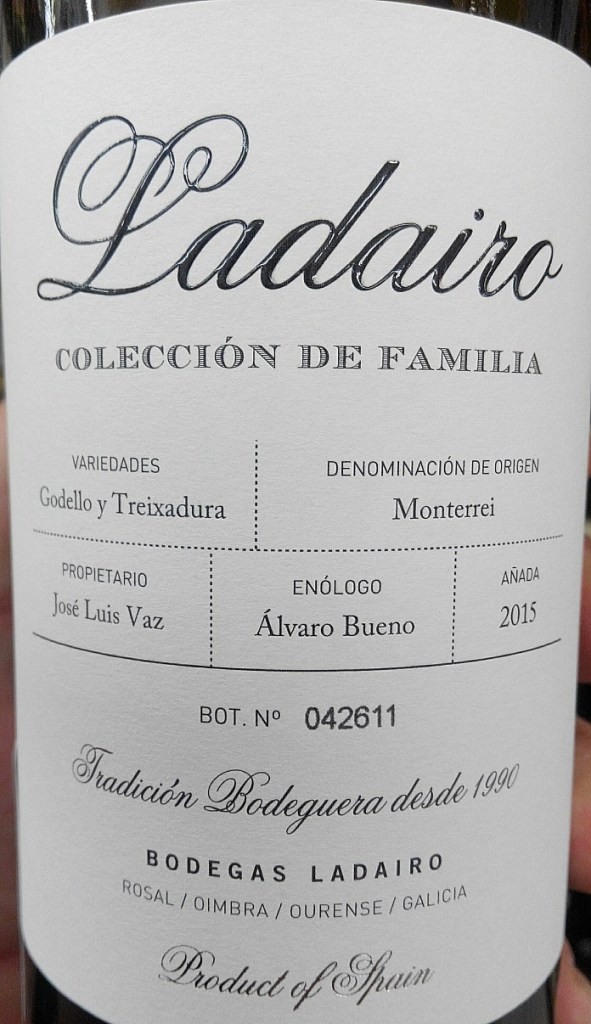 Ladairo
COLECCIÓN DE FAMILIA
VARIEDADES
Godello y Treixadura
DENOMINACIÓN DE ORIGEN
Monterrei
PROPIETARIO
José Luis Vaz
ENÓLOGO
Álvaro Bueno
AÑADA
2015
BOT. Nº 042611
Tradición Bodeguera desde 1990
BODEGAS LADAIRO
ROSAL / OIMBRA / OURENSE / GALICIA
Product of Spain